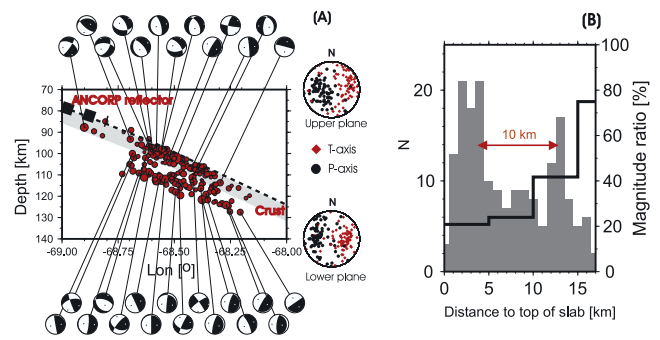 (A)
(B)
ANCORP reflector
Crust
70
80
90
100
110
120
130
140
Depth [km]
-69.00
-68.75
-68.50
-68.25
-68.00
Lon [º]
N
Upper plane
T-axis
P-axis
N
Lower plane
20
10
0
N
10 km
100
80
60
40
20
0
Magnitude ratio [%]
0
5
10
15
Distance to top of slab [km]